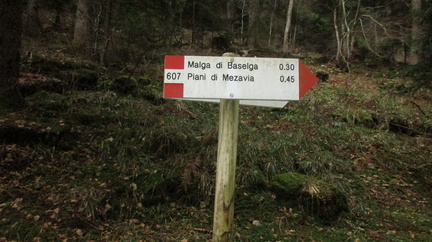 Malga di Baselga 0.30
607 Piani di Mezavia 0.45